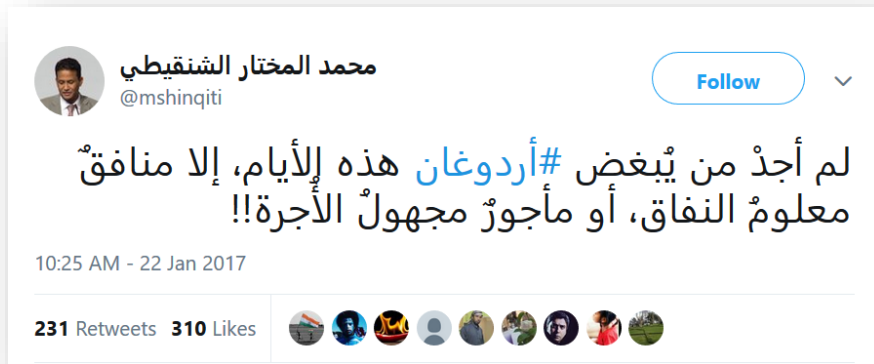 محمد المختار الشنقيطي
@mshinqiti
Follow
لم أجدْ من يُبغض #أردوغان هذه الأيام، إلا منافقٌ
معلومُ النفاق، أو مأجورٌ مجهولُ الأُجرة!!
10:25 AM - 22 Jan 2017
231 Retweets 310 Likes